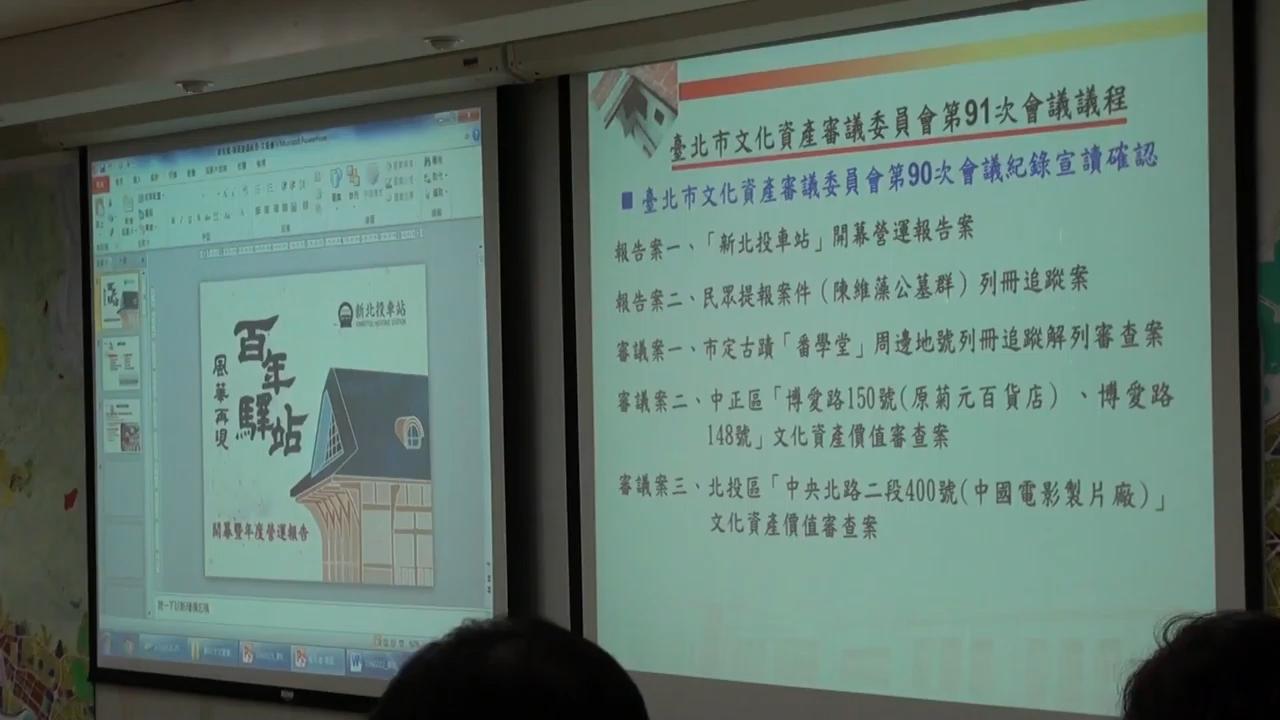 Microsoft PowerPoint
新北投車站
百年驛站
風華再現
開幕暨年度營運報告
臺北市文化資產審議委員會第91次會議議程
■ 臺北市文化資產審議委員會第90次會議紀錄宣讀確認
報告案一、「新北投車站」開幕營運報告案
報告案二、民眾提報案件（陳維藻公墓群）列冊追蹤案
審議案一、市定古蹟「番學堂」周邊地號列冊追蹤解列審查案
審議案二、中正區「博愛路150號(原菊元百貨店）、博愛路
148號」文化資產價值審查案
審議案三、北投區「中央北路二段400號(中國電影製片廠)」
文化資產價值審查案